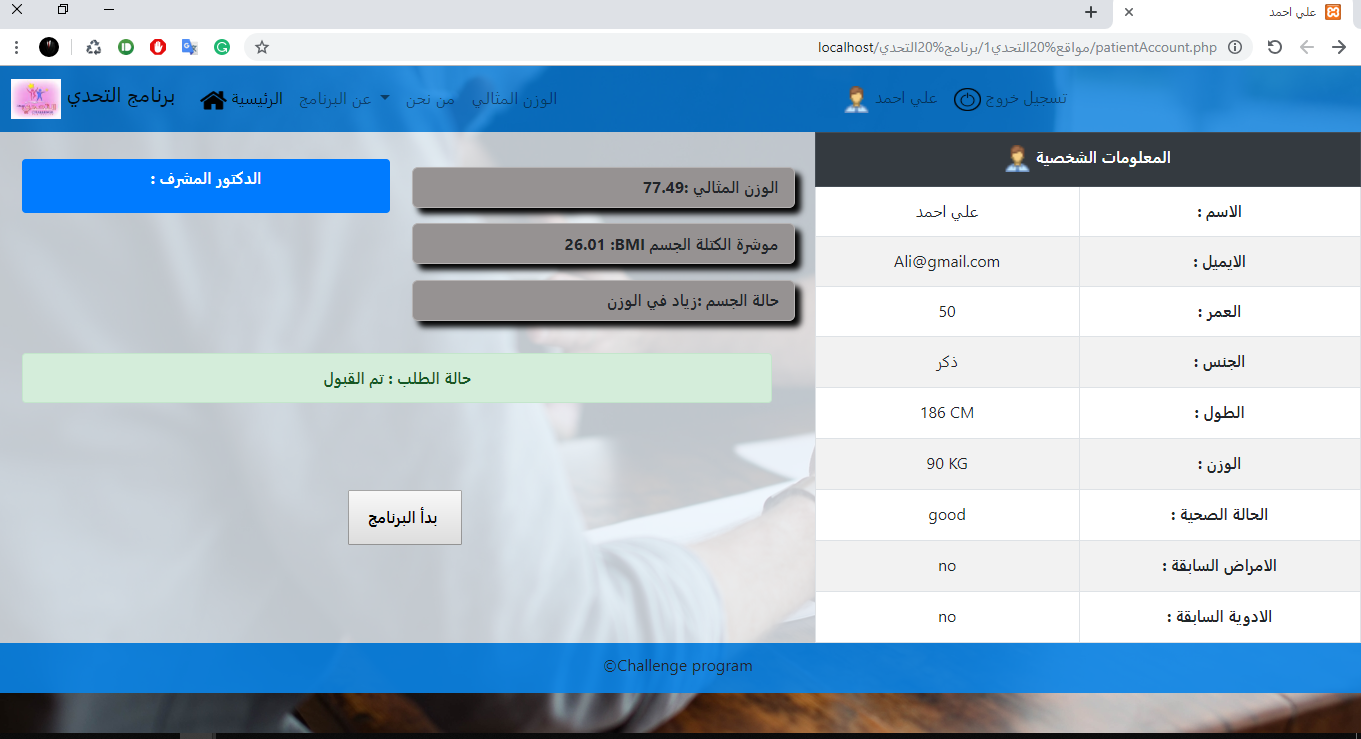 علي احمد
localhost/مواقع%20التحدي1/برنامج%20التحدي/patientAccount.php
برنامج التحدي
الرئيسية
عن البرنامج
من نحن
الوزن المثالي
علي احمد
تسجيل خروج
المعلومات الشخصية
الاسم :
علي احمد
الايميل :
Ali@gmail.com
العمر :
50
الجنس :
ذكر
الطول :
186 CM
الوزن :
90 KG
الحالة الصحية :
good
الامراض السابقة :
no
الادوية السابقة :
no
الوزن المثالي :77.49
موشرة الكتلة الجسم BMI: 26.01
حالة الجسم :زياد في الوزن
الدكتور المشرف :
حالة الطلب : تم القبول
بدأ البرنامج
©Challenge program